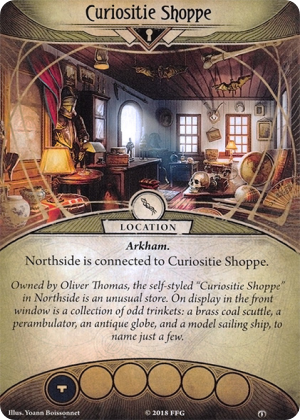 Curiositie Shoppe
LOCATION
Arkham.
Northside is connected to Curiositie Shoppe.
Owned by Oliver Thomas, the self-styled "Curiositie Shoppe"
in Northside is an unusual store. On display in the front
window is a collection of odd trinkets: a brass coal scuttle, a
perambulator, an antique globe, and a model sailing ship, to
name just a few.
Illus. Yoann Boissonnet
© 2018 FFG